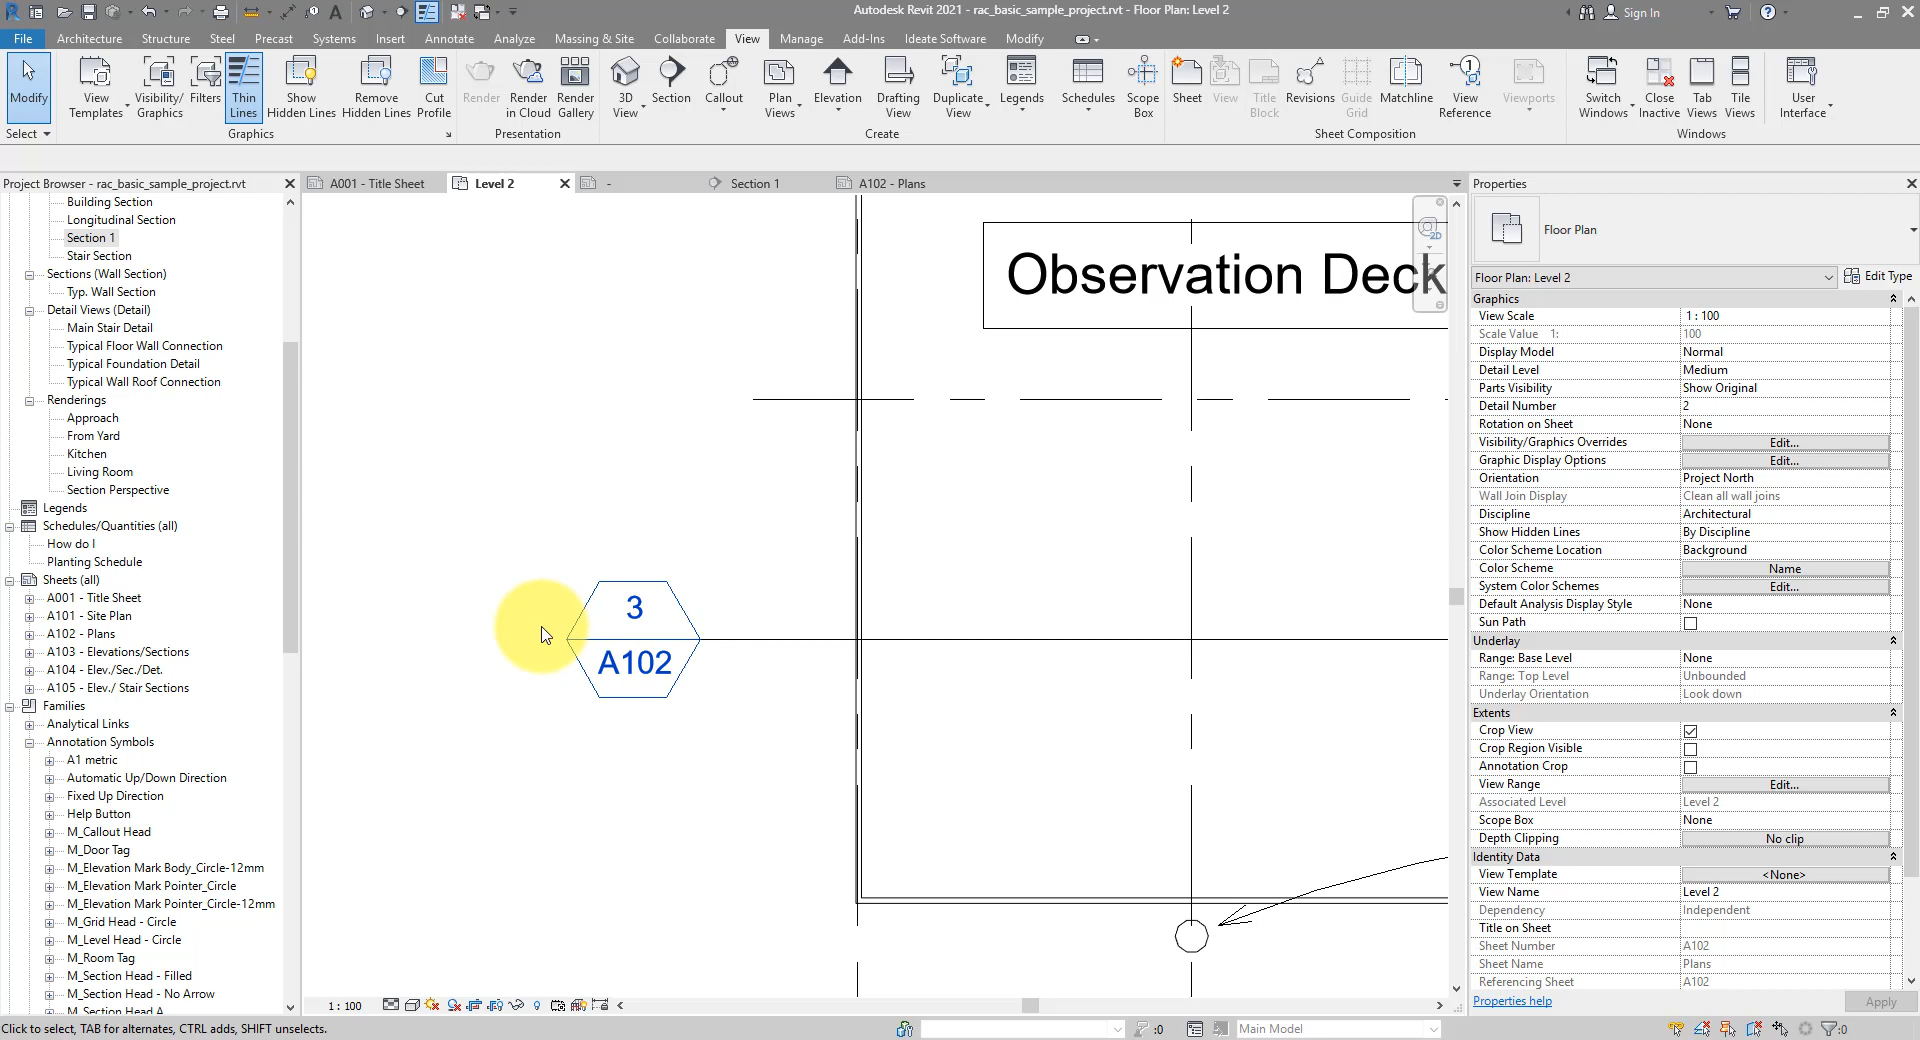 Autodesk Revit 2021 - rac_basic_sample_project.rvt - Floor Plan: Level 2
Sign In
File Architecture Structure Steel Precast Systems Insert Annotate Analyze Massing & Site Collaborate View Manage Add-Ins Ideate Software Modify
Modify
View Templates
Visibility/ Graphics
Filters
Thin Lines
Show Hidden Lines
Remove Hidden Lines
Cut Profile
Render
Render in Cloud
Render Gallery
3D View
Section
Callout
Plan Views
Elevation
Drafting View
Duplicate View
Legends
Schedules
Scope Box
Sheet
View
Title Block
Revisions
Guide Grid
Matchline
View Reference
Viewports
Switch Windows
Close Inactive
Tab Views
Tile Views
User Interface
Select
Graphics
Presentation
Create
Sheet Composition
Windows
Project Browser - rac_basic_sample_project.rvt
Building Section
Longitudinal Section
Section 1
Stair Section
Sections (Wall Section)
Typ. Wall Section
Detail Views (Detail)
Main Stair Detail
Typical Floor Wall Connection
Typical Foundation Detail
Typical Wall Roof Connection
Renderings
Approach
From Yard
Kitchen
Living Room
Section Perspective
Legends
Schedules/Quantities (all)
How do I
Planting Schedule
Sheets (all)
A001 - Title Sheet
A101 - Site Plan
A102 - Plans
A103 - Elevations/Sections
A104 - Elev./Sec./Det.
A105 - Elev./ Stair Sections
Families
Analytical Links
Annotation Symbols
A1 metric
Automatic Up/Down Direction
Fixed Up Direction
Help Button
M_Callout Head
M_Door Tag
M_Elevation Mark Body_Circle-12mm
M_Elevation Mark Pointer_Circle
M_Elevation Mark Pointer_Circle-12mm
M_Grid Head - Circle
M_Level Head - Circle
M_Room Tag
M_Section Head - Filled
M_Section Head - No Arrow
M_Section Head A
A001 - Title Sheet
Level 2
-
Section 1
A102 - Plans
Observation Deck
3
A102
2D
1 : 100
Properties
Floor Plan
Floor Plan: Level 2
Edit Type
Graphics
View Scale 1 : 100
Scale Value 1: 100
Display Model Normal
Detail Level Medium
Parts Visibility Show Original
Detail Number 2
Rotation on Sheet None
Visibility/Graphics Overrides Edit...
Graphic Display Options Edit...
Orientation Project North
Wall Join Display Clean all wall joins
Discipline Architectural
Show Hidden Lines By Discipline
Color Scheme Location Background
Color Scheme Name
System Color Schemes Edit...
Default Analysis Display Style None
Sun Path
Underlay
Range: Base Level None
Range: Top Level Unbounded
Underlay Orientation Look down
Extents
Crop View
Crop Region Visible
Annotation Crop
View Range Edit...
Associated Level Level 2
Scope Box None
Depth Clipping No clip
Identity Data
View Template <None>
View Name Level 2
Dependency Independent
Title on Sheet
Sheet Number A102
Sheet Name Plans
Referencing Sheet A102
Properties help
Apply
Click to select, TAB for alternates, CTRL adds, SHIFT unselects.
:0
Main Model
:0